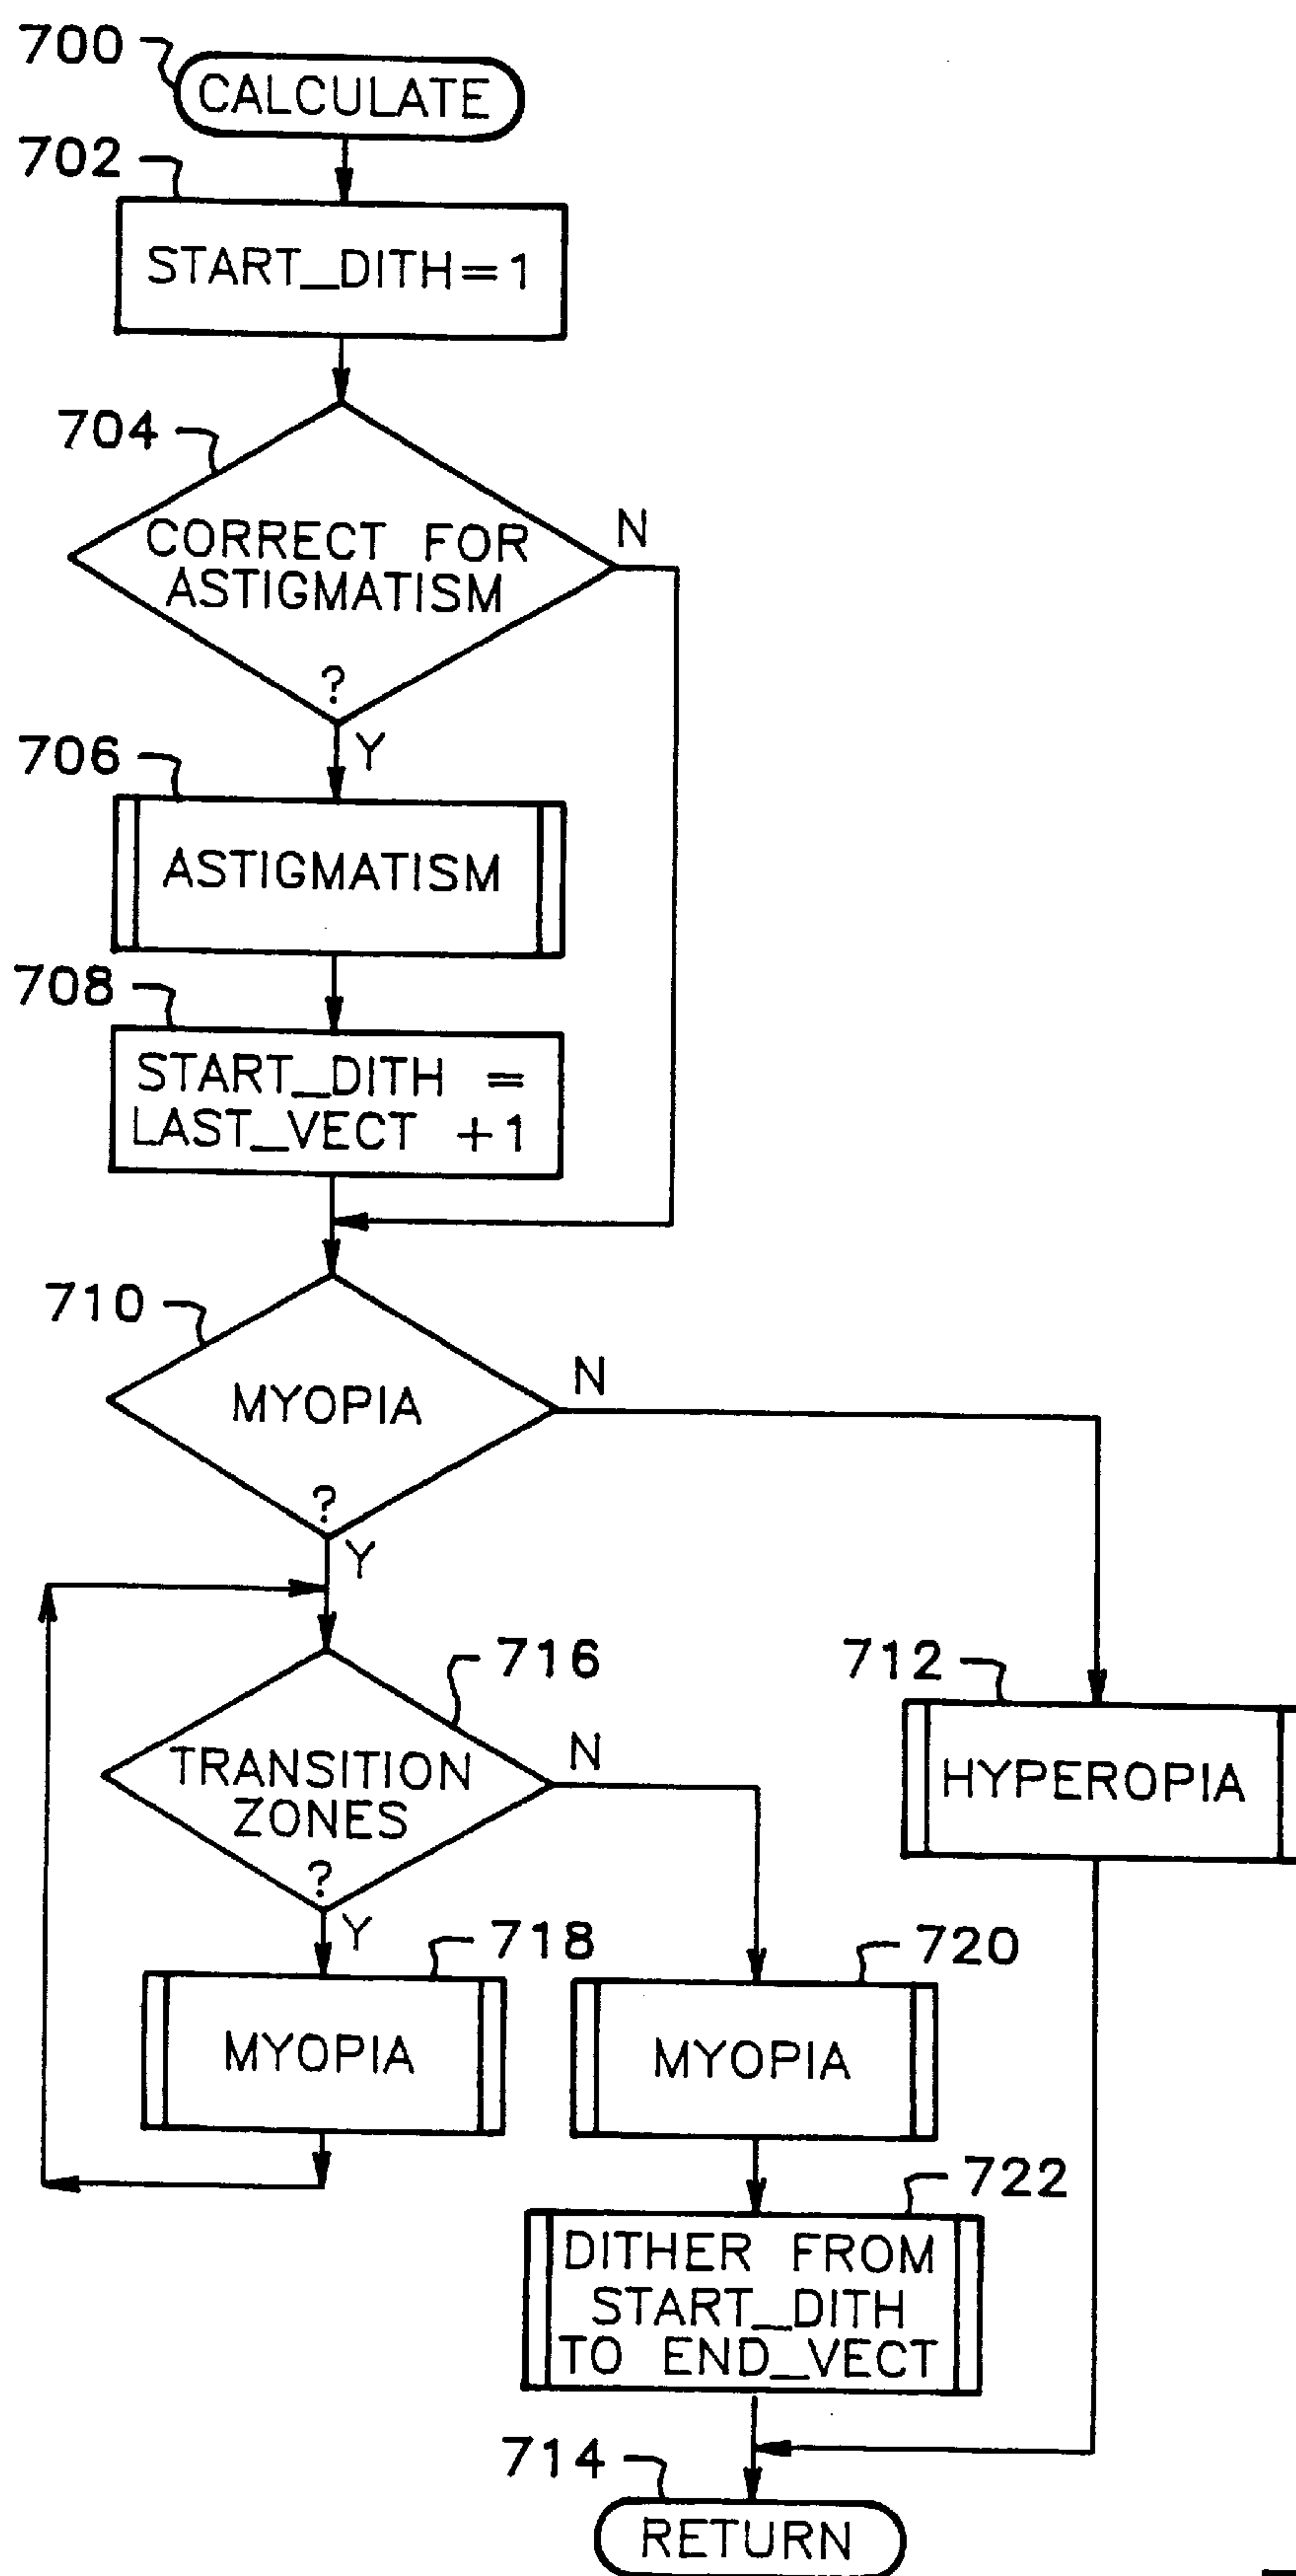 700
CALCULATE
702
START_DITH=1
704
CORRECT FOR
ASTIGMATISM
?
N
Y
706
ASTIGMATISM
708
START_DITH =
LAST_VECT +1
710
MYOPIA
?
N
Y
716
TRANSITION
ZONES
?
N
Y
712
HYPEROPIA
718
MYOPIA
720
MYOPIA
722
DITHER FROM
START_DITH
TO END_VECT
714
RETURN